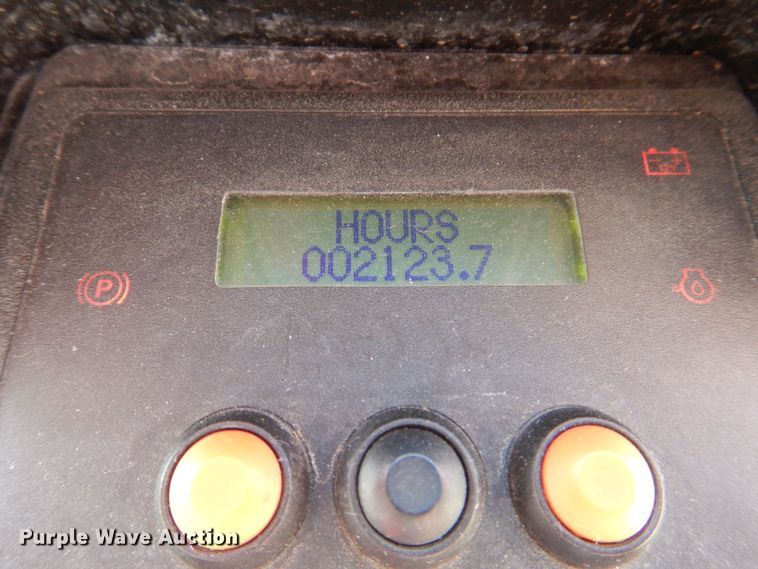 HOURS
002123.7
P
Purple Wave Auction